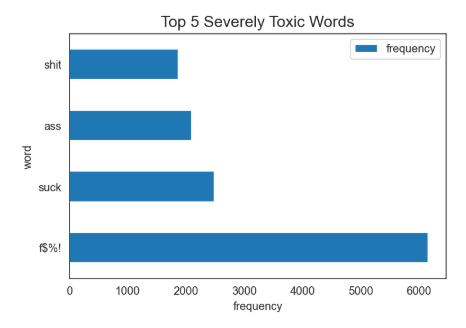 Top 5 Severely Toxic Words
frequency
shit
ass
suck
f$%!
word
0 1000 2000 3000 4000 5000 6000
frequency